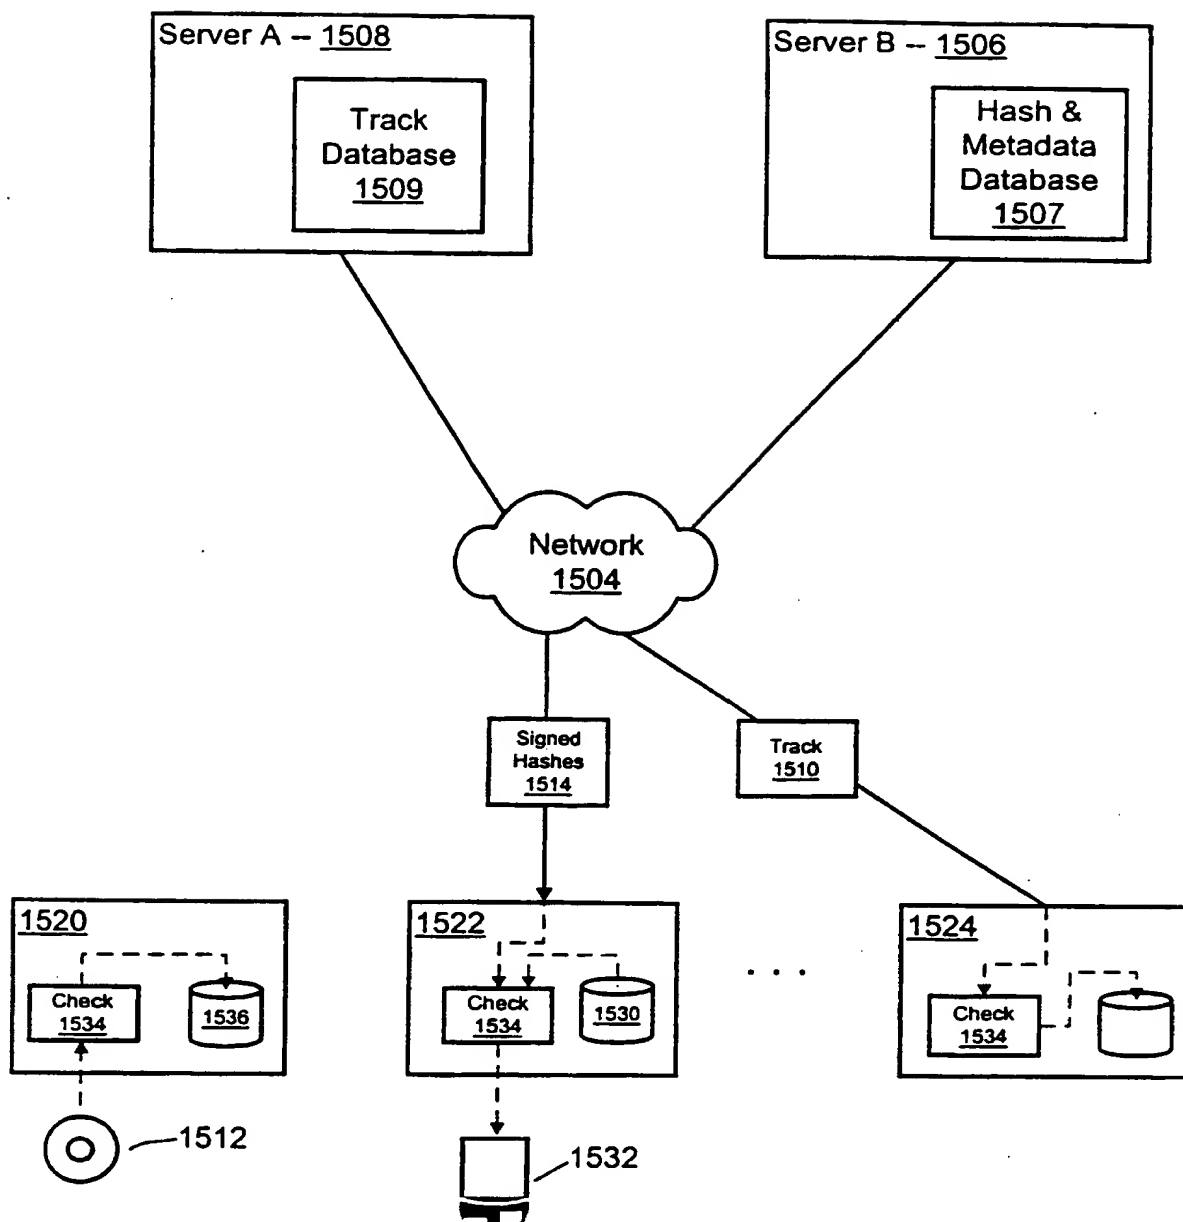 Server A -- 1508
Track
Database
1509
Server B -- 1506
Hash &
Metadada
Database
1507
Network
1504
Signed
Hashes
1514
Track
1510
1520
Check
1534
1536
1512
1522
Check
1534
1530
1532
. . .
1524
Check
1534